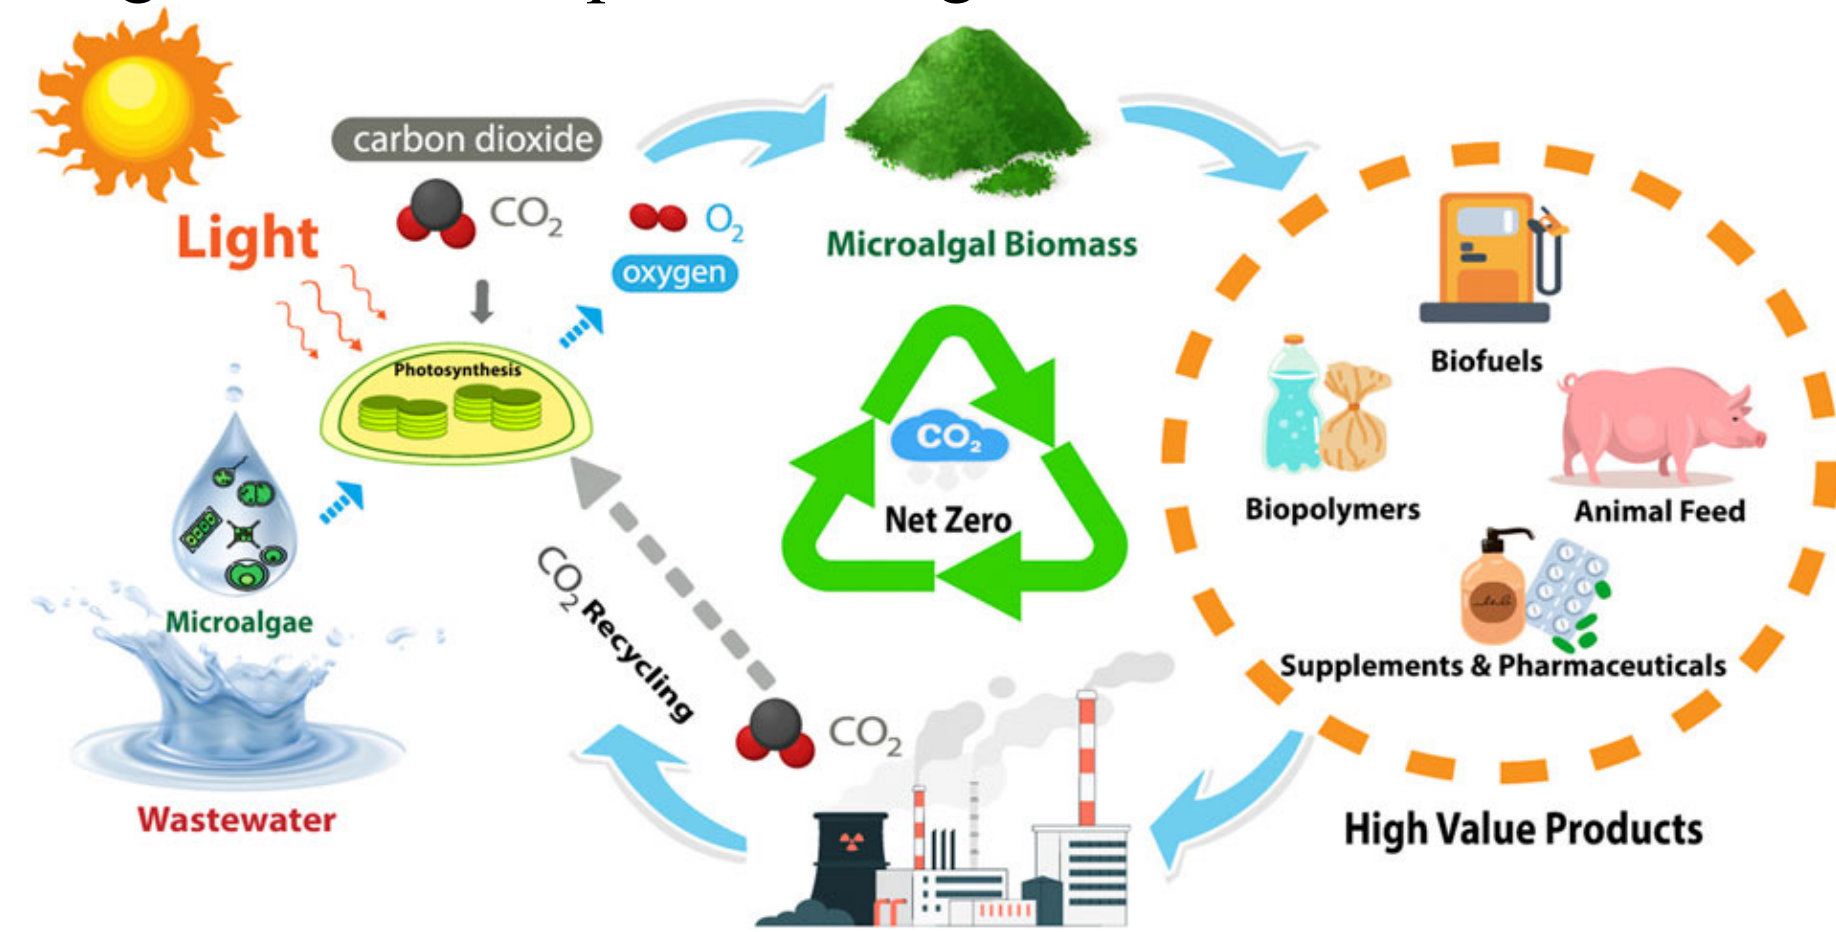 carbon dioxide
CO₂
O₂
oxygen
Light
Photosynthesis
Microalgae
Wastewater
Microalgal Biomass
CO₂
Net Zero
CO₂ Recycling
CO₂
Biofuels
Biopolymers
Animal Feed
Supplements & Pharmaceuticals
High Value Products